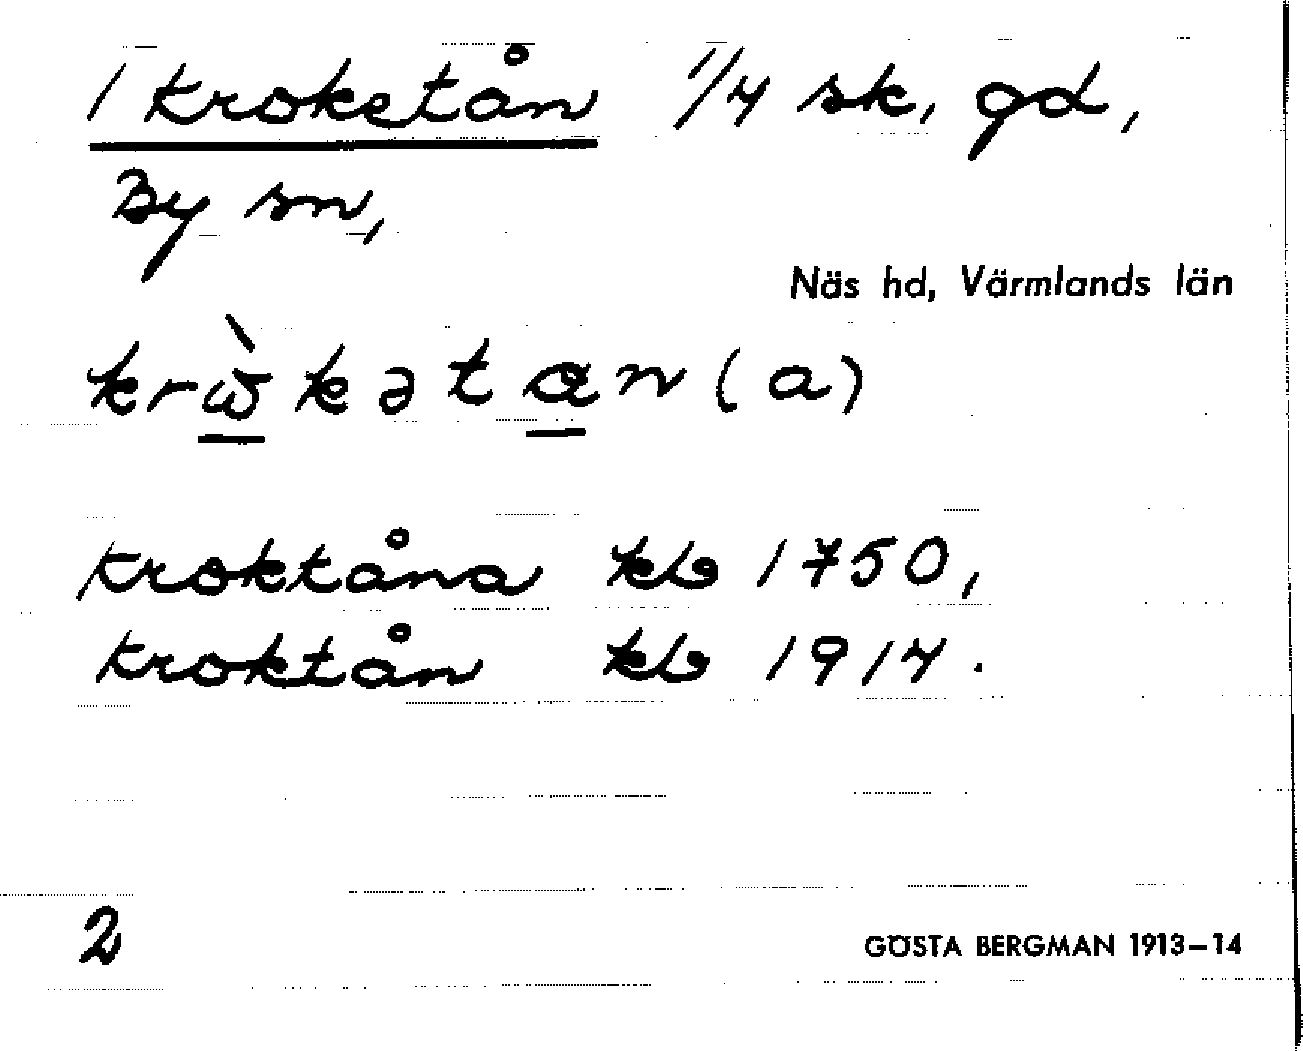 1 Kroketån 1/4 sk, gd,
By sn,
Näs hd, Värmlands län
krὼkətan(a)
Kroktåna kb 1750,
Kroktån kb 1914.
2
GÖSTA BERGMAN 1913–14